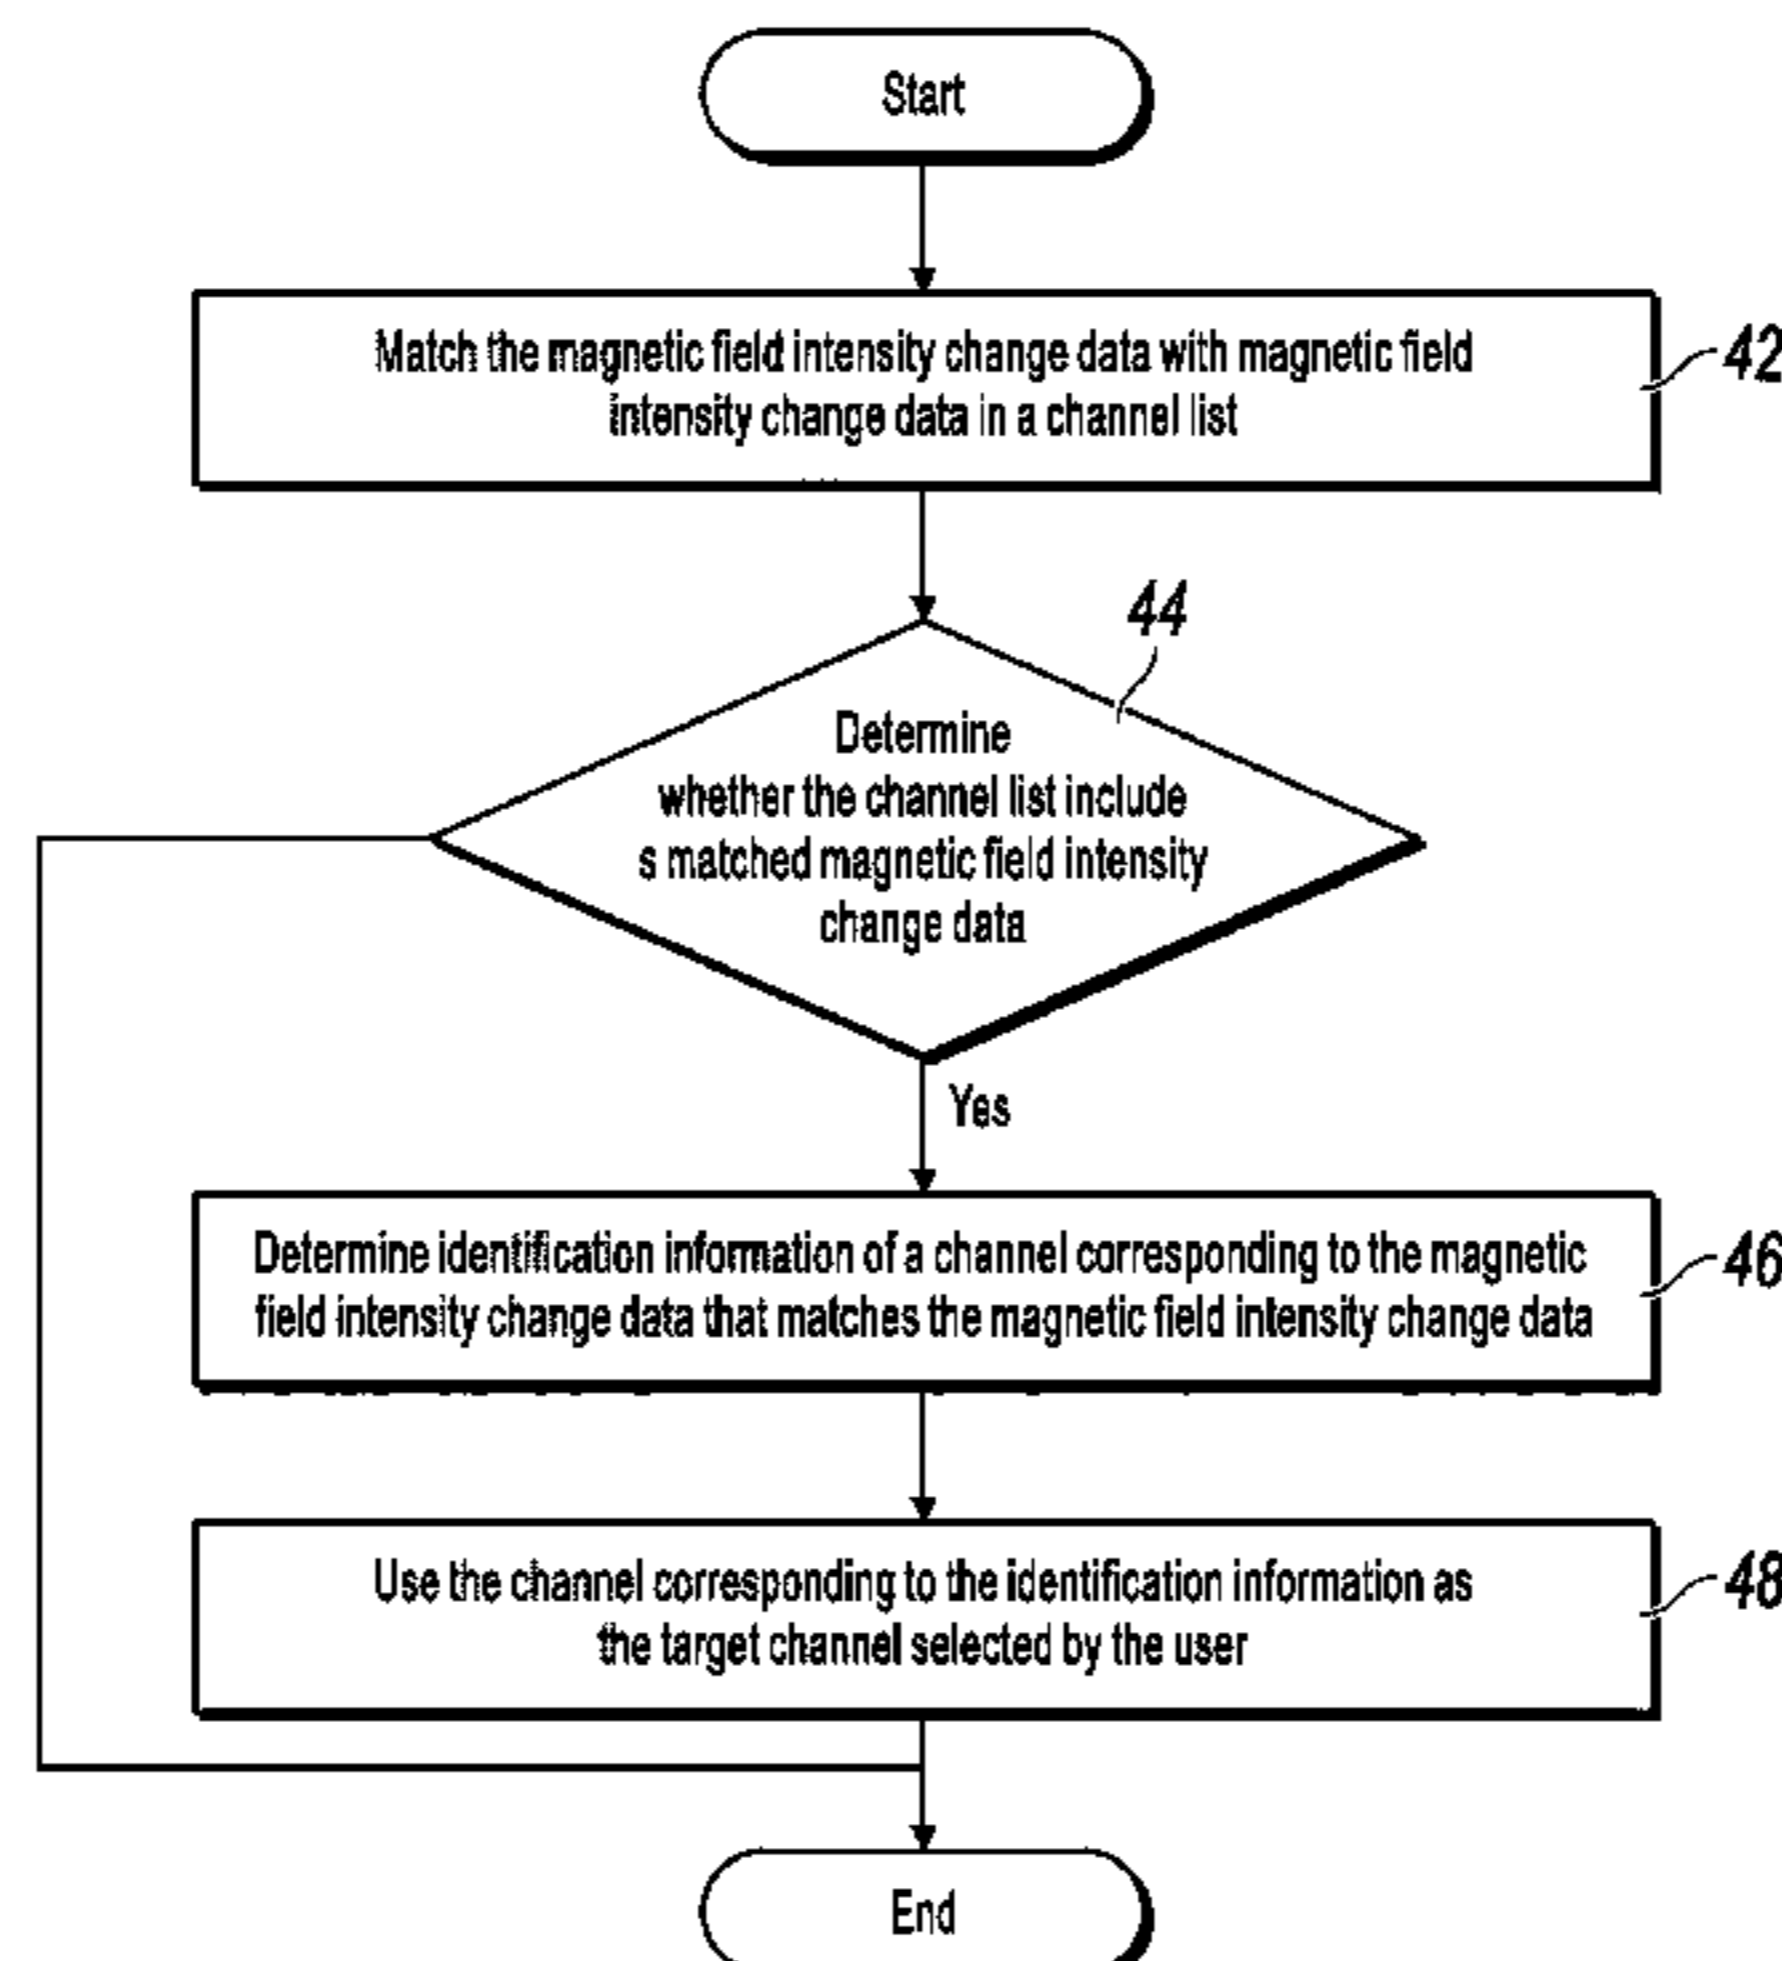 Start
Match the magnetic field intensity change data with magnetic field
intensity change data in a channel list
42
44
Determine
whether the channel list include
s matched magnetic field intensity
change data
Yes
Determine identification information of a channel corresponding to the magnetic
field intensity change data that matches the magnetic field intensity change data
46
Use the channel corresponding to the identification information as
the target channel selected by the user
48
End